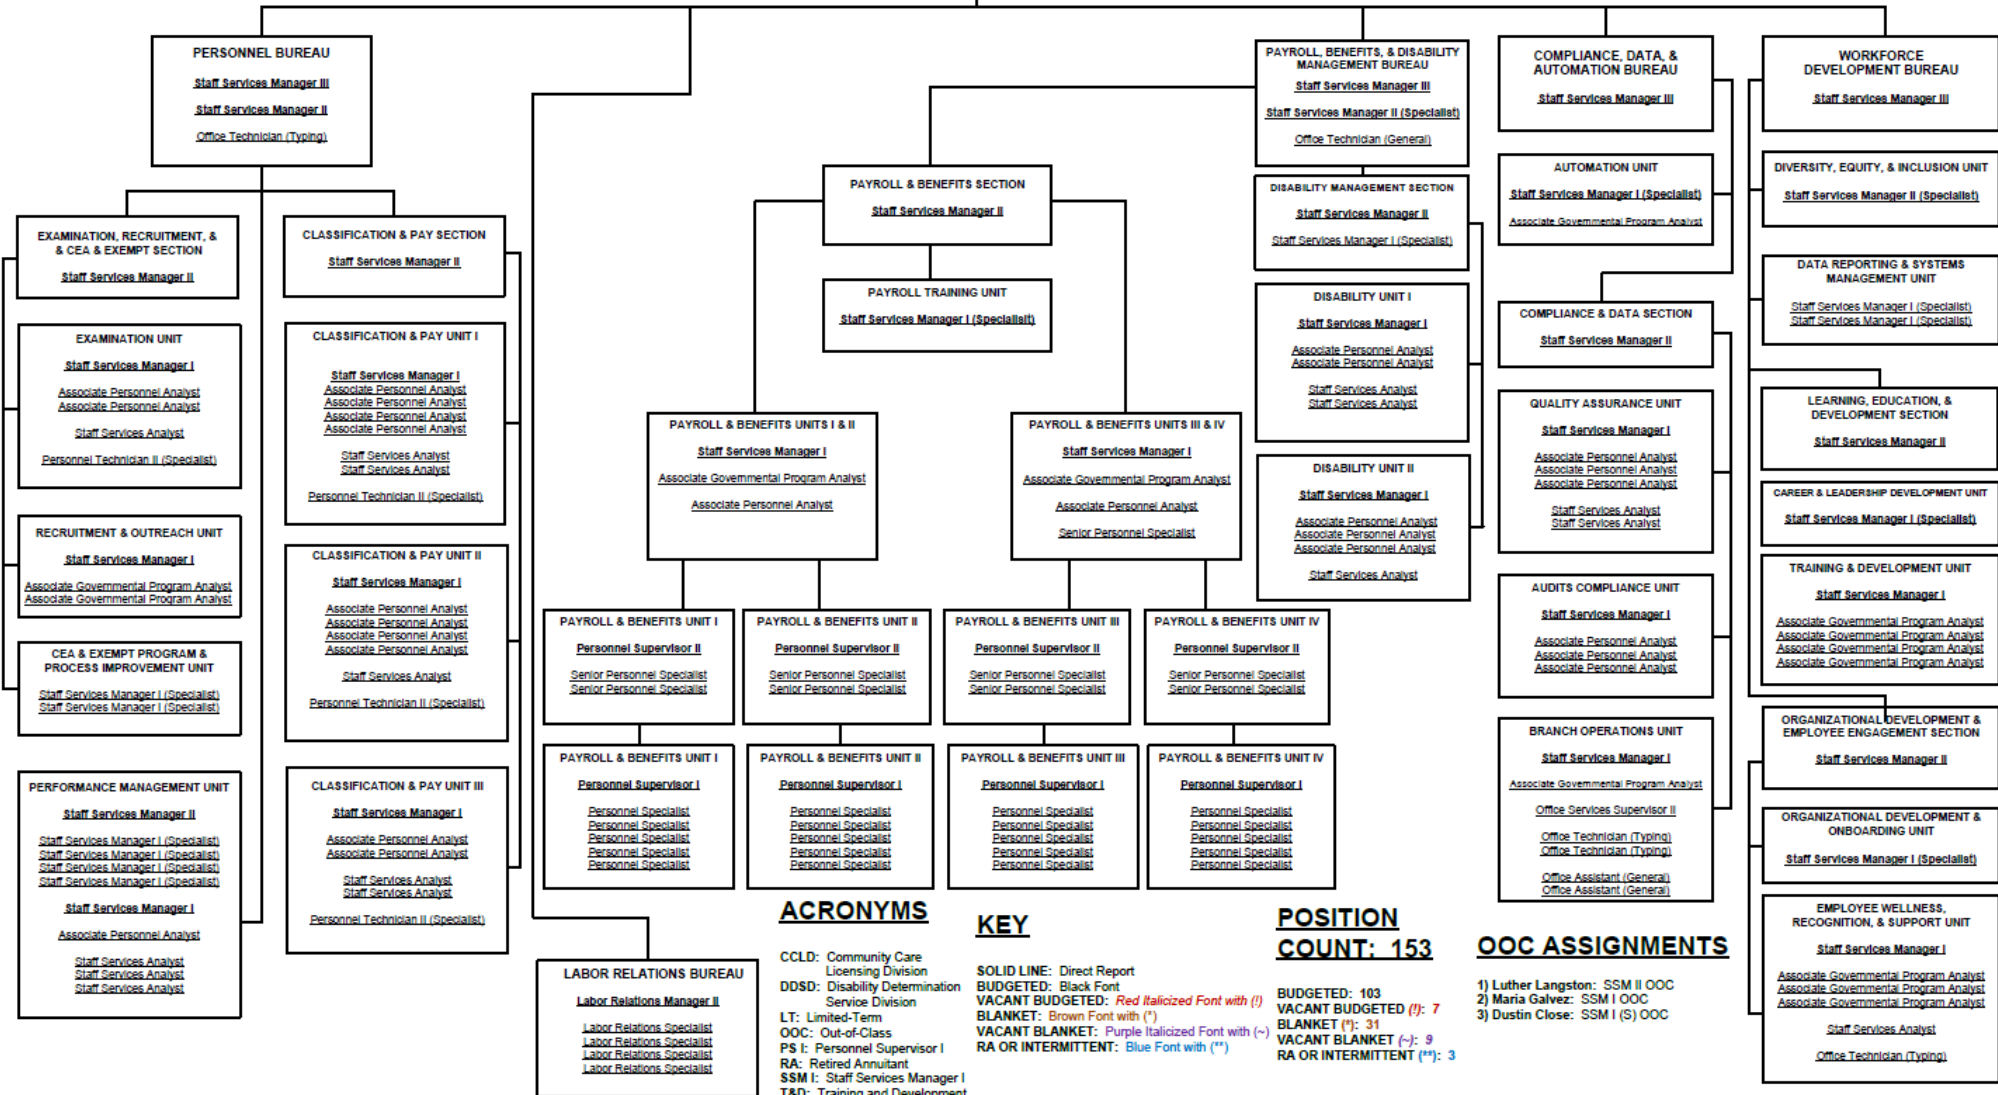 PERSONNEL BUREAU
Staff Services Manager III
Staff Services Manager II
Office Technician (Typing)
EXAMINATION, RECRUITMENT, &
& CEA & EXEMPT SECTION
Staff Services Manager II
EXAMINATION UNIT
Staff Services Manager I
Associate Personnel Analyst
Associate Personnel Analyst
Staff Services Analyst
Personnel Technician II (Specialist)
RECRUITMENT & OUTREACH UNIT
Staff Services Manager I
Associate Governmental Program Analyst
Associate Governmental Program Analyst
CEA & EXEMPT PROGRAM &
PROCESS IMPROVEMENT UNIT
Staff Services Manager I (Specialist)
Staff Services Manager I (Specialist)
PERFORMANCE MANAGEMENT UNIT
Staff Services Manager II
Staff Services Manager I (Specialist)
Staff Services Manager I (Specialist)
Staff Services Manager I (Specialist)
Staff Services Manager I (Specialist)
Staff Services Manager I
Associate Personnel Analyst
Staff Services Analyst
Staff Services Analyst
Staff Services Analyst
CLASSIFICATION & PAY SECTION
Staff Services Manager II
CLASSIFICATION & PAY UNIT I
Staff Services Manager I
Associate Personnel Analyst
Associate Personnel Analyst
Associate Personnel Analyst
Associate Personnel Analyst
Staff Services Analyst
Staff Services Analyst
Personnel Technician II (Specialist)
CLASSIFICATION & PAY UNIT II
Staff Services Manager I
Associate Personnel Analyst
Associate Personnel Analyst
Associate Personnel Analyst
Associate Personnel Analyst
Staff Services Analyst
Personnel Technician II (Specialist)
CLASSIFICATION & PAY UNIT III
Staff Services Manager I
Associate Personnel Analyst
Associate Personnel Analyst
Staff Services Analyst
Staff Services Analyst
Personnel Technician II (Specialist)
LABOR RELATIONS BUREAU
Labor Relations Manager II
Labor Relations Specialist
Labor Relations Specialist
Labor Relations Specialist
Labor Relations Specialist
PAYROLL, BENEFITS, & DISABILITY
MANAGEMENT BUREAU
Staff Services Manager III
Staff Services Manager II (Specialist)
Office Technician (General)
PAYROLL & BENEFITS SECTION
Staff Services Manager II
PAYROLL TRAINING UNIT
Staff Services Manager I (Specialisit)
PAYROLL & BENEFITS UNITS I & II
Staff Services Manager I
Associate Governmental Program Analyst
Associate Personnel Analyst
PAYROLL & BENEFITS UNITS III & IV
Staff Services Manager I
Associate Governmental Program Analyst
Associate Personnel Analyst
Senior Personnel Specialist
PAYROLL & BENEFITS UNIT I
Personnel Supervisor II
Senior Personnel Specialist
Senior Personnel Specialist
PAYROLL & BENEFITS UNIT II
Personnel Supervisor II
Senior Personnel Specialist
Senior Personnel Specialist
PAYROLL & BENEFITS UNIT III
Personnel Supervisor II
Senior Personnel Specialist
Senior Personnel Specialist
PAYROLL & BENEFITS UNIT IV
Personnel Supervisor II
Senior Personnel Specialist
Senior Personnel Specialist
PAYROLL & BENEFITS UNIT I
Personnel Supervisor I
Personnel Specialist
Personnel Specialist
Personnel Specialist
Personnel Specialist
Personnel Specialist
PAYROLL & BENEFITS UNIT II
Personnel Supervisor I
Personnel Specialist
Personnel Specialist
Personnel Specialist
Personnel Specialist
Personnel Specialist
PAYROLL & BENEFITS UNIT III
Personnel Supervisor I
Personnel Specialist
Personnel Specialist
Personnel Specialist
Personnel Specialist
Personnel Specialist
PAYROLL & BENEFITS UNIT IV
Personnel Supervisor I
Personnel Specialist
Personnel Specialist
Personnel Specialist
Personnel Specialist
Personnel Specialist
DISABILITY MANAGEMENT SECTION
Staff Services Manager II
Staff Services Manager I (Specialist)
DISABILITY UNIT I
Staff Services Manager I
Associate Personnel Analyst
Associate Personnel Analyst
Staff Services Analyst
Staff Services Analyst
DISABILITY UNIT II
Staff Services Manager I
Associate Personnel Analyst
Associate Personnel Analyst
Associate Personnel Analyst
Staff Services Analyst
COMPLIANCE, DATA, &
AUTOMATION BUREAU
Staff Services Manager III
AUTOMATION UNIT
Staff Services Manager I (Specialist)
Associate Governmental Program Analyst
COMPLIANCE & DATA SECTION
Staff Services Manager II
QUALITY ASSURANCE UNIT
Staff Services Manager I
Associate Personnel Analyst
Associate Personnel Analyst
Associate Personnel Analyst
Staff Services Analyst
Staff Services Analyst
AUDITS COMPLIANCE UNIT
Staff Services Manager I
Associate Personnel Analyst
Associate Personnel Analyst
Associate Personnel Analyst
BRANCH OPERATIONS UNIT
Staff Services Manager I
Associate Governmental Program Analyst
Office Services Supervisor II
Office Technician (Typing)
Office Technician (Typing)
Office Assistant (General)
Office Assistant (General)
WORKFORCE
DEVELOPMENT BUREAU
Staff Services Manager III
DIVERSITY, EQUITY, & INCLUSION UNIT
Staff Services Manager II (Specialist)
DATA REPORTING & SYSTEMS
MANAGEMENT UNIT
Staff Services Manager I (Specialist)
Staff Services Manager I (Specialist)
LEARNING, EDUCATION, &
DEVELOPMENT SECTION
Staff Services Manager II
CAREER & LEADERSHIP DEVELOPMENT UNIT
Staff Services Manager I (Specialist)
TRAINING & DEVELOPMENT UNIT
Staff Services Manager I
Associate Governmental Program Analyst
Associate Governmental Program Analyst
Associate Governmental Program Analyst
Associate Governmental Program Analyst
ORGANIZATIONAL DEVELOPMENT &
EMPLOYEE ENGAGEMENT SECTION
Staff Services Manager II
ORGANIZATIONAL DEVELOPMENT &
ONBOARDING UNIT
Staff Services Manager I (Specialist)
EMPLOYEE WELLNESS,
RECOGNITION, & SUPPORT UNIT
Staff Services Manager I
Associate Governmental Program Analyst
Associate Governmental Program Analyst
Associate Governmental Program Analyst
Staff Services Analyst
Office Technician (Typing)
ACRONYMS
CCLD: Community Care
Licensing Division
DDSD: Disability Determination
Service Division
LT: Limited-Term
OOC: Out-of-Class
PS I: Personnel Supervisor I
RA: Retired Annuitant
SSM I: Staff Services Manager I
T&D: Training and Development
KEY
SOLID LINE: Direct Report
BUDGETED: Black Font
VACANT BUDGETED: Red Italicized Font with (!)
BLANKET: Brown Font with (*)
VACANT BLANKET: Purple Italicized Font with (~)
RA OR INTERMITTENT: Blue Font with (**)
POSITION
COUNT: 153
BUDGETED: 103
VACANT BUDGETED (!): 7
BLANKET (*): 31
VACANT BLANKET (~): 9
RA OR INTERMITTENT (**): 3
OOC ASSIGNMENTS
1) Luther Langston: SSM II OOC
2) Maria Galvez: SSM I OOC
3) Dustin Close: SSM I (S) OOC